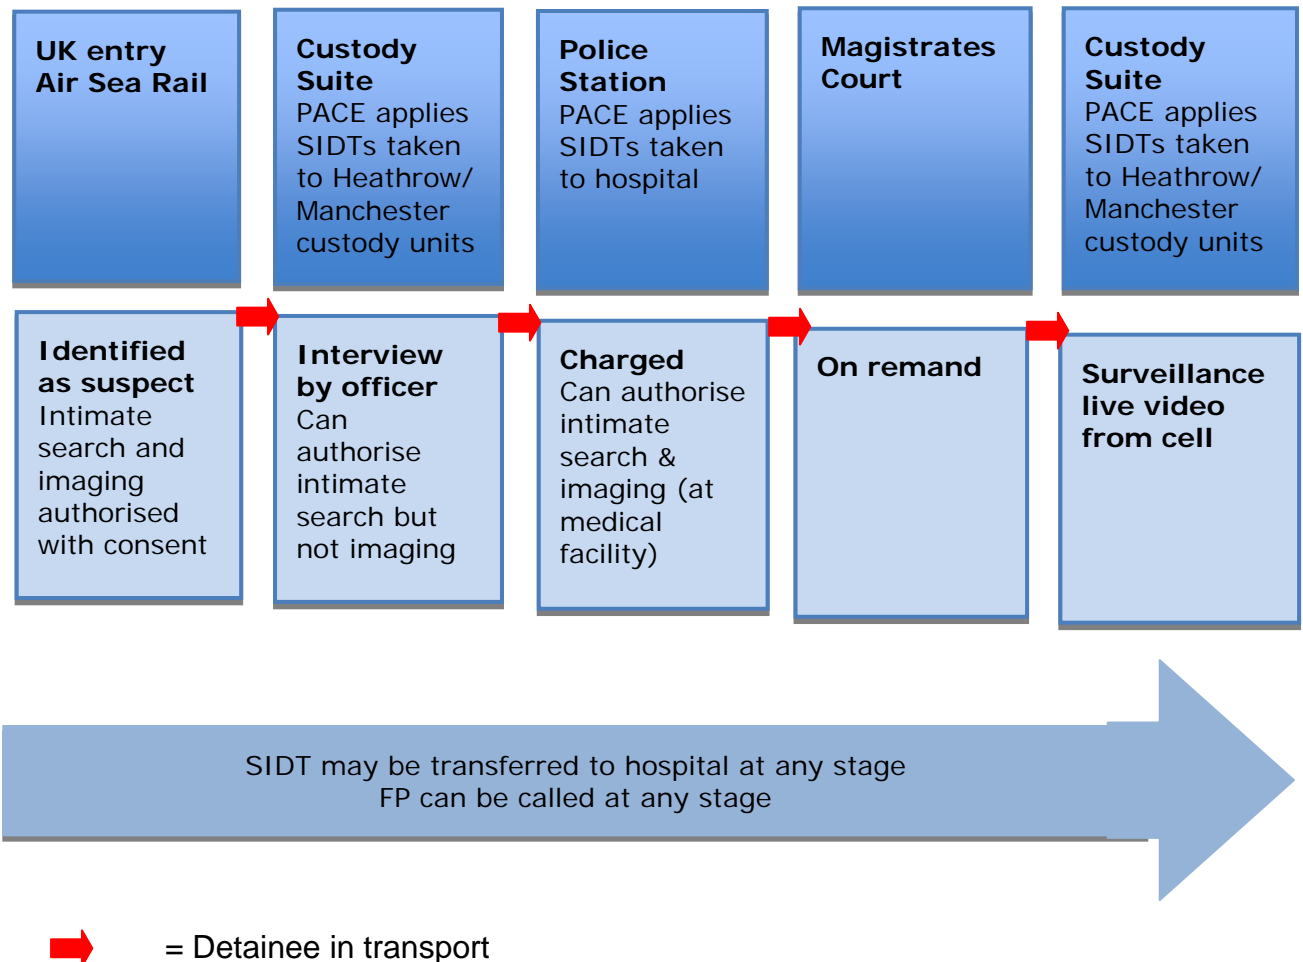 UK entry
Air Sea Rail
Custody
Suite
PACE applies
SIDTs taken
to Heathrow/
Manchester
custody units
Police
Station
PACE applies
SIDTs taken
to hospital
Magistrates
Court
Custody
Suite
PACE applies
SIDTs taken
to Heathrow/
Manchester
custody units
Identified
as suspect
Intimate
search and
imaging
authorised
with consent
Interview
by officer
Can
authorise
intimate
search but
not imaging
Charged
Can authorise
intimate
search &
imaging (at
medical
facility)
On remand
Surveillance
live video
from cell
SIDT may be transferred to hospital at any stage
FP can be called at any stage
= Detainee in transport